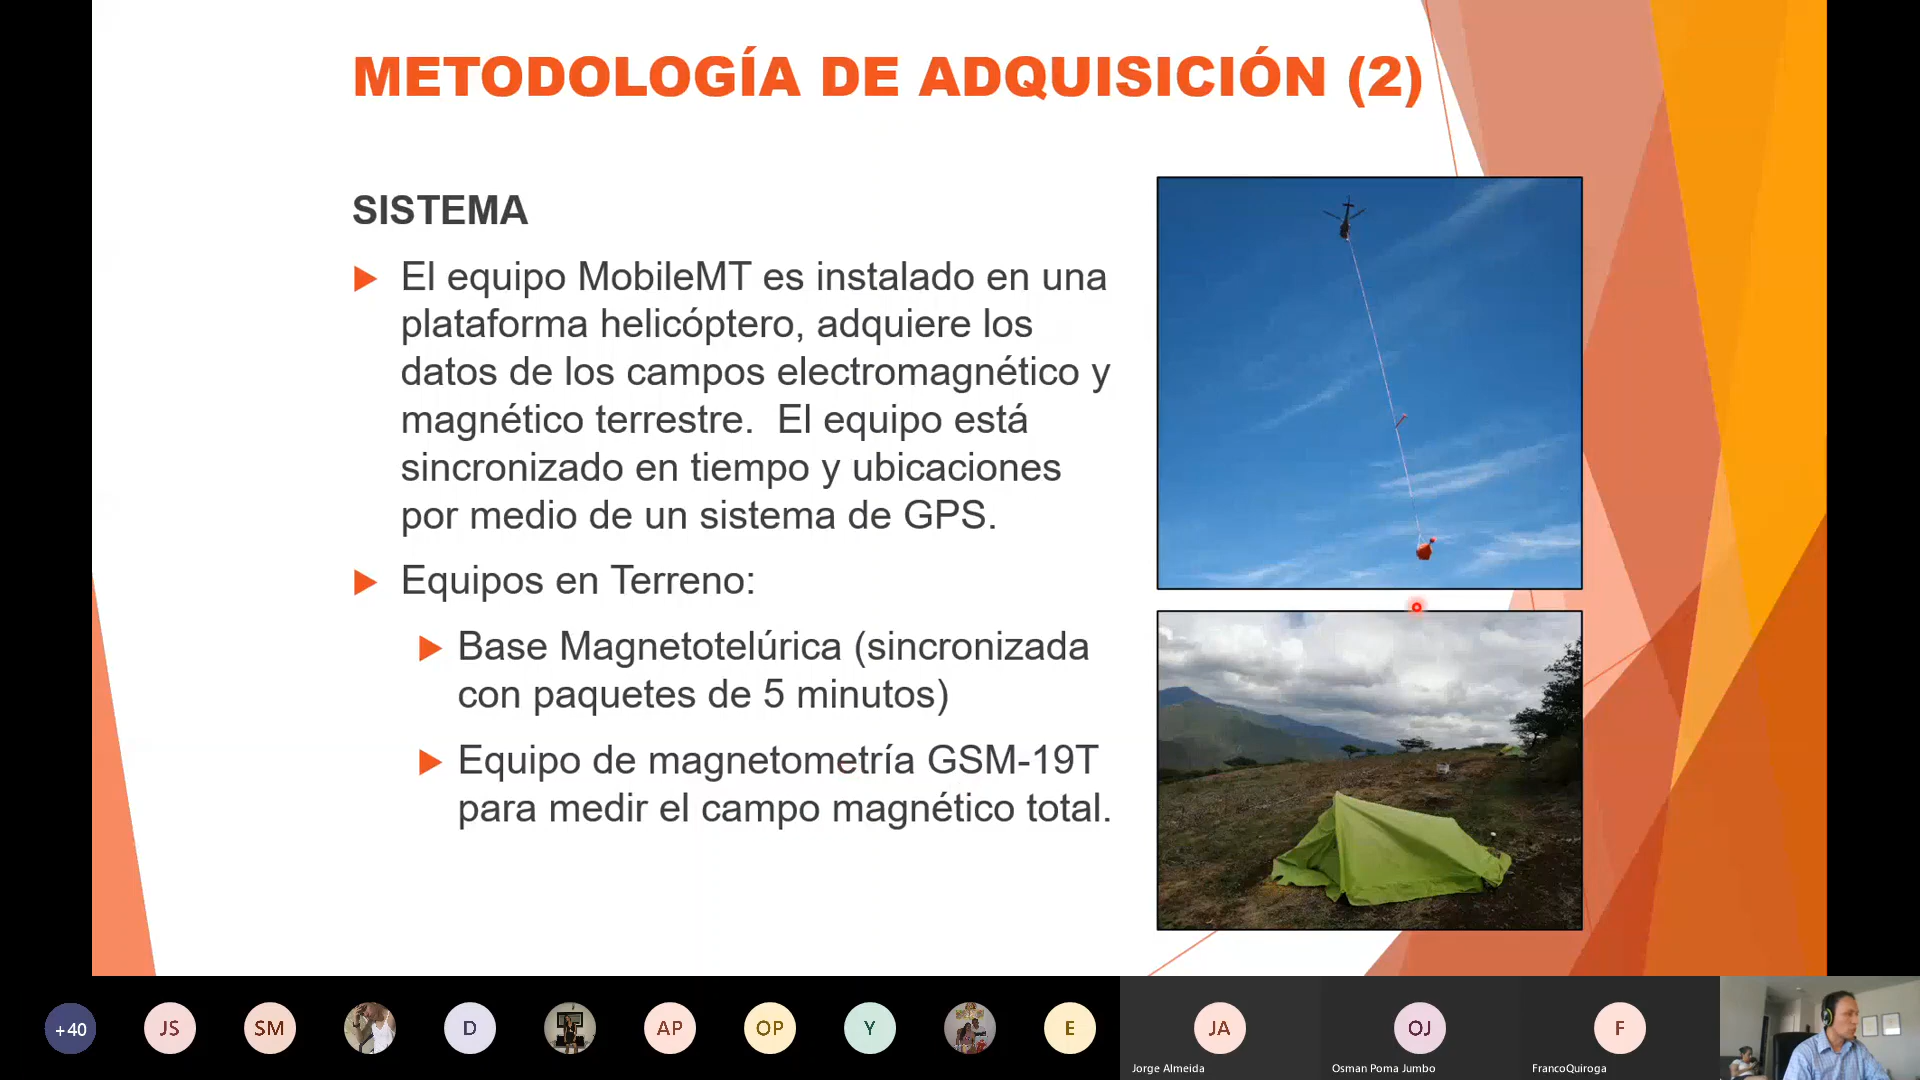 METODOLOGÍA DE ADQUISICIÓN (2)
SISTEMA
El equipo MobileMT es instalado en una
plataforma helicóptero, adquiere los
datos de los campos electromagnético y
magnético terrestre.  El equipo está
sincronizado en tiempo y ubicaciones
por medio de un sistema de GPS.
Equipos en Terreno:
Base Magnetotelúrica (sincronizada
con paquetes de 5 minutos)
Equipo de magnetometría GSM-19T
para medir el campo magnético total.
+40
JS
SM
D
AP
OP
Y
E
JA
OJ
F
Jorge Almeida
Osman Poma Jumbo
FrancoQuiroga